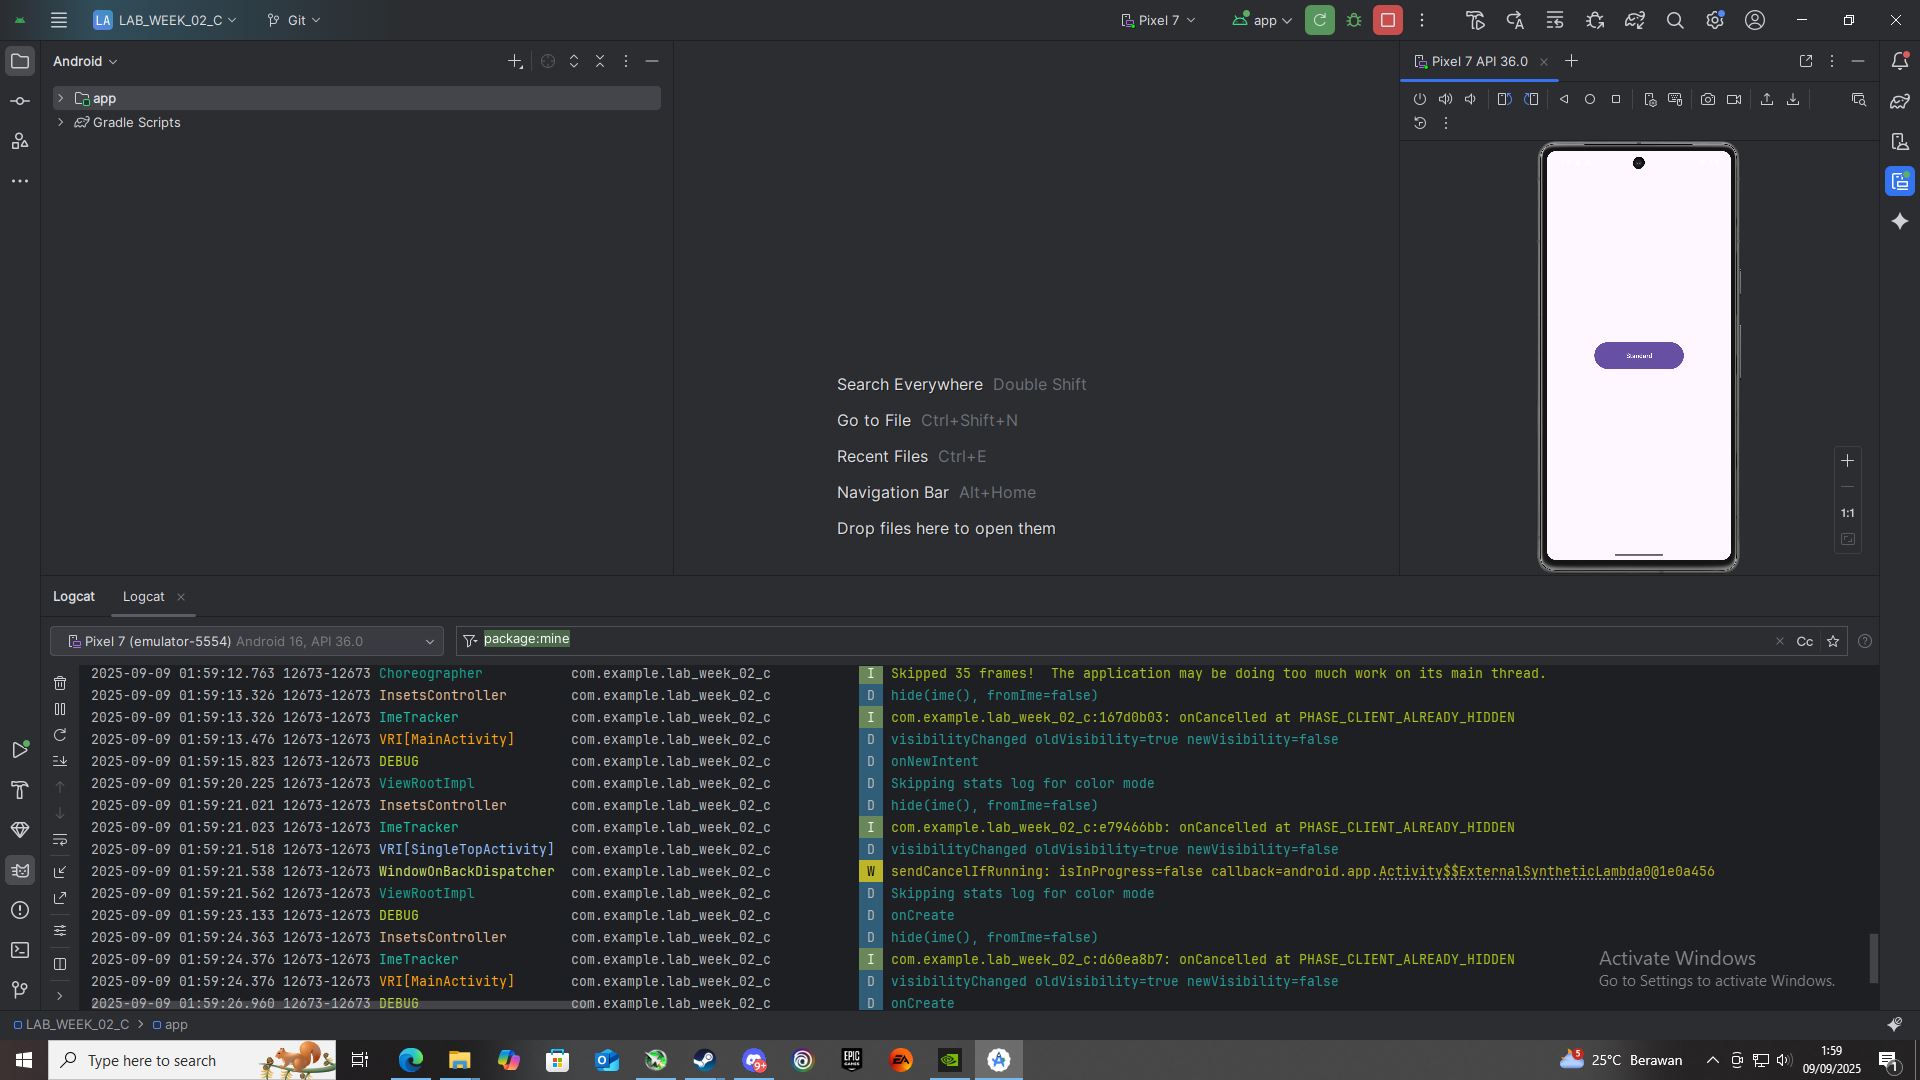 LA LAB_WEEK_02_C Git Pixel 7 app
Android
app
Gradle Scripts
Pixel 7 API 36.0
Standard
1:1
Search Everywhere Double Shift
Go to File Ctrl+Shift+N
Recent Files Ctrl+E
Navigation Bar Alt+Home
Drop files here to open them
Logcat Logcat
Pixel 7 (emulator-5554) Android 16, API 36.0 package:mine Cc
2025-09-09 01:59:12.763 12673-12673 Choreographer com.example.lab_week_02_c I Skipped 35 frames! The application may be doing too much work on its main thread.
2025-09-09 01:59:13.326 12673-12673 InsetsController com.example.lab_week_02_c D hide(ime(), fromIme=false)
2025-09-09 01:59:13.326 12673-12673 ImeTracker com.example.lab_week_02_c I com.example.lab_week_02_c:167d0b03: onCancelled at PHASE_CLIENT_ALREADY_HIDDEN
2025-09-09 01:59:13.476 12673-12673 VRI[MainActivity] com.example.lab_week_02_c D visibilityChanged oldVisibility=true newVisibility=false
2025-09-09 01:59:15.823 12673-12673 DEBUG com.example.lab_week_02_c D onNewIntent
2025-09-09 01:59:20.225 12673-12673 ViewRootImpl com.example.lab_week_02_c D Skipping stats log for color mode
2025-09-09 01:59:21.021 12673-12673 InsetsController com.example.lab_week_02_c D hide(ime(), fromIme=false)
2025-09-09 01:59:21.023 12673-12673 ImeTracker com.example.lab_week_02_c I com.example.lab_week_02_c:e79466bb: onCancelled at PHASE_CLIENT_ALREADY_HIDDEN
2025-09-09 01:59:21.518 12673-12673 VRI[SingleTopActivity] com.example.lab_week_02_c D visibilityChanged oldVisibility=true newVisibility=false
2025-09-09 01:59:21.538 12673-12673 WindowOnBackDispatcher com.example.lab_week_02_c W sendCancelIfRunning: isInProgress=false callback=android.app.Activity$$ExternalSyntheticLambda0@1e0a456
2025-09-09 01:59:21.562 12673-12673 ViewRootImpl com.example.lab_week_02_c D Skipping stats log for color mode
2025-09-09 01:59:23.133 12673-12673 DEBUG com.example.lab_week_02_c D onCreate
2025-09-09 01:59:24.363 12673-12673 InsetsController com.example.lab_week_02_c D hide(ime(), fromIme=false)
2025-09-09 01:59:24.376 12673-12673 ImeTracker com.example.lab_week_02_c I com.example.lab_week_02_c:d60ea8b7: onCancelled at PHASE_CLIENT_ALREADY_HIDDEN
2025-09-09 01:59:24.376 12673-12673 VRI[MainActivity] com.example.lab_week_02_c D visibilityChanged oldVisibility=true newVisibility=false
2025-09-09 01:59:26.960 12673-12673 DEBUG com.example.lab_week_02_c D onCreate
Activate Windows
Go to Settings to activate Windows.
LAB_WEEK_02_C > app
Type here to search
9+
EPIC GAMES
EA
5
25°C Berawan
1:59
09/09/2025
1